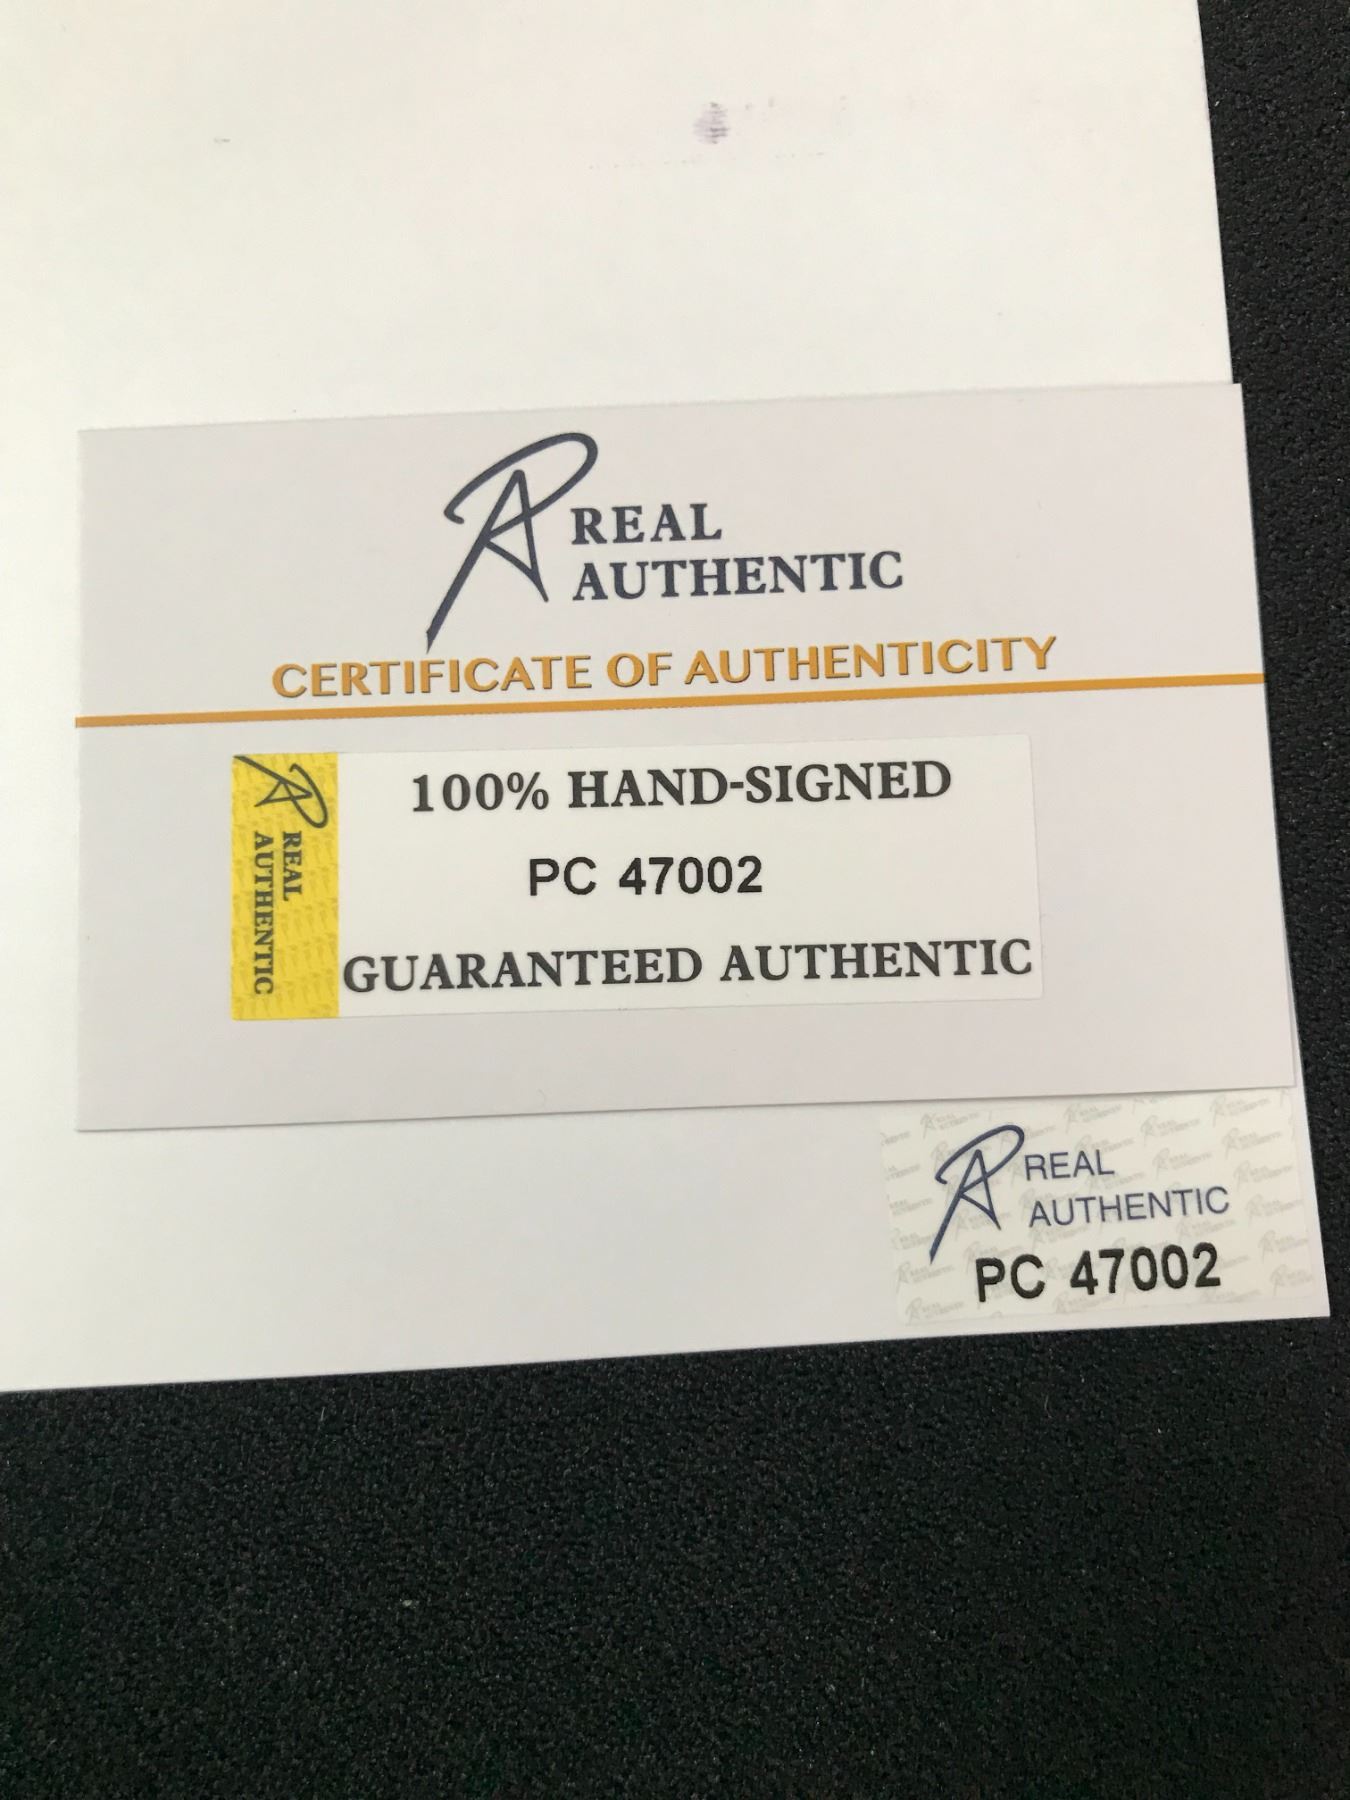 REAL
AUTHENTIC
CERTIFICATE OF AUTHENTICITY
REAL
AUTHENTIC
100% HAND-SIGNED
PC 47002
GUARANTEED AUTHENTIC
REAL
AUTHENTIC
PC 47002